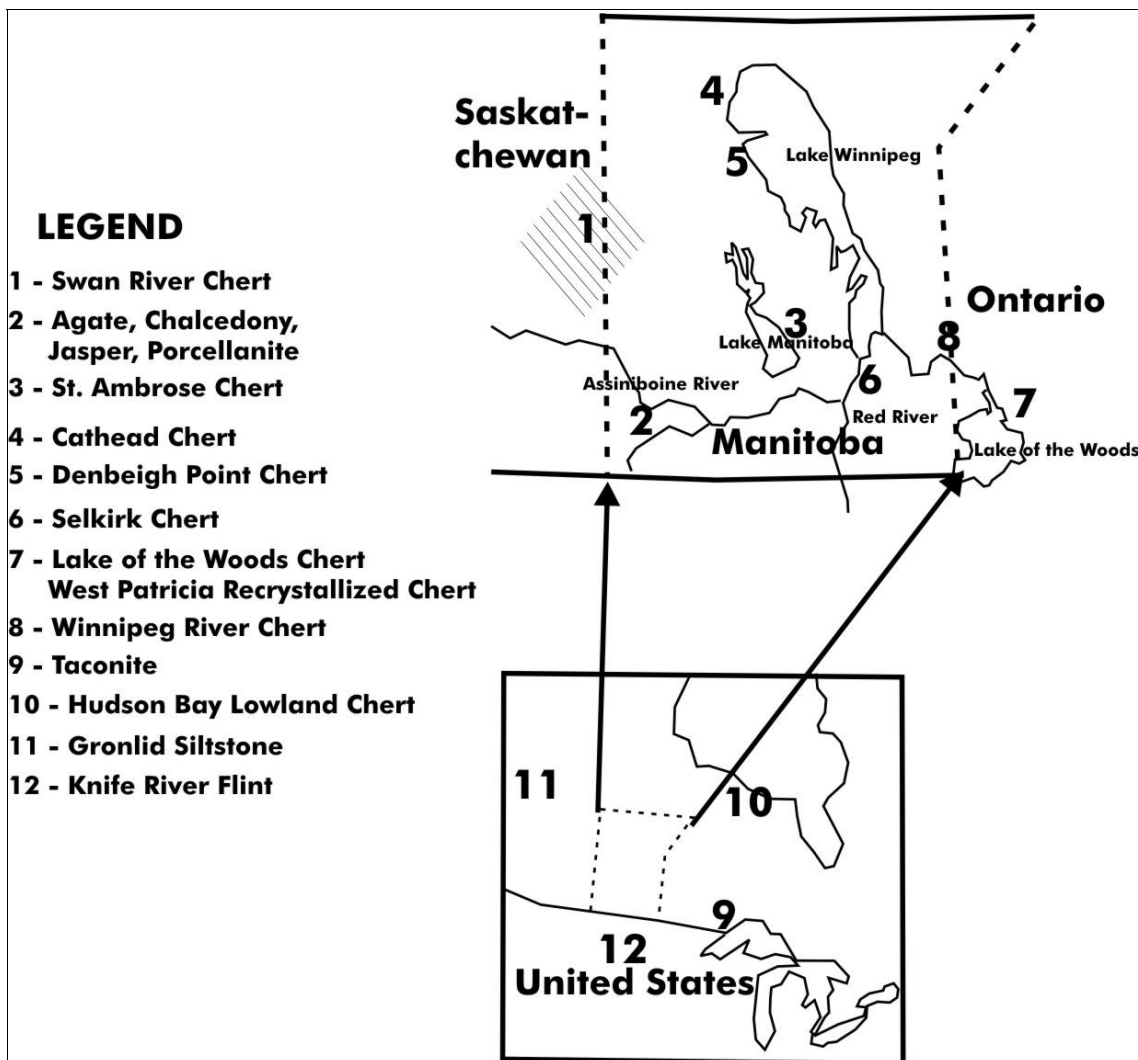 LEGEND
1 - Swan River Chert
2 - Agate, Chalcedony,
Jasper, Porcellanite
3 - St. Ambrose Chert
4 - Cathead Chert
5 - Denbeigh Point Chert
6 - Selkirk Chert
7 - Lake of the Woods Chert
West Patricia Recrystallized Chert
8 - Winnipeg River Chert
9 - Taconite
10 - Hudson Bay Lowland Chert
11 - Gronlid Siltstone
12 - Knife River Flint
Saskat-
chewan
4
5
Lake Winnipeg
1
Ontario
3
Lake Manitoba
8
Assiniboine River
6
7
2
Red River
Manitoba
Lake of the Woods
11
10
9
12
United States